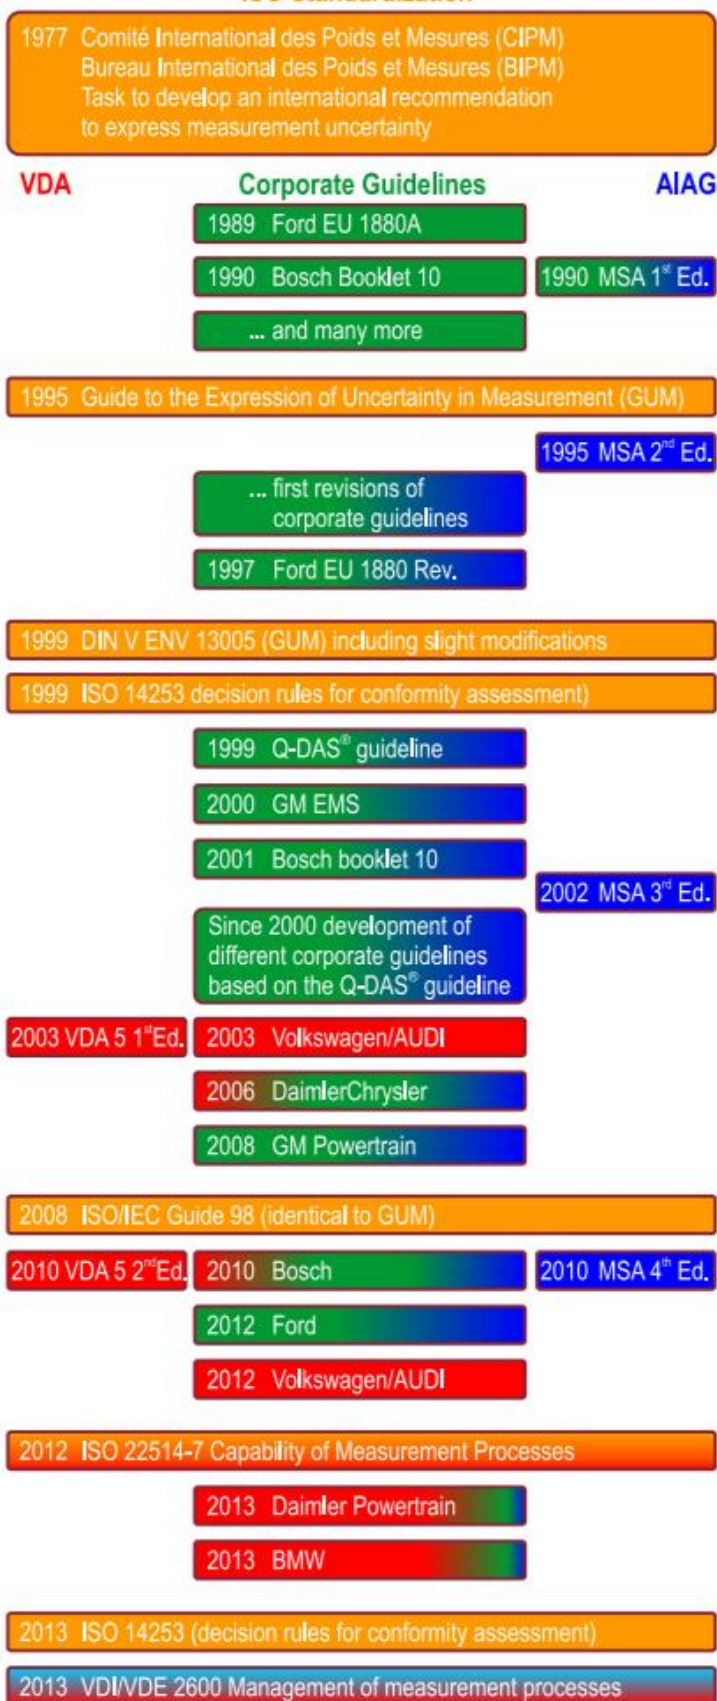 ISO Standardization
1977 Comité International des Poids et Mesures (CIPM)
Bureau International des Poids et Mesures (BIPM)
Task to develop an international recommendation
to express measurement uncertainty
VDA Corporate Guidelines AIAG
1989 Ford EU 1880A
1990 Bosch Booklet 10 1990 MSA 1st Ed.
... and many more
1995 Guide to the Expression of Uncertainty in Measurement (GUM)
1995 MSA 2nd Ed.
... first revisions of
corporate guidelines
1997 Ford EU 1880 Rev.
1999 DIN V ENV 13005 (GUM) including slight modifications
1999 ISO 14253 decision rules for conformity assessment)
1999 Q-DAS® guideline
2000 GM EMS
2001 Bosch booklet 10
2002 MSA 3rd Ed.
Since 2000 development of
different corporate guidelines
based on the Q-DAS® guideline
2003 VDA 5 1stEd. 2003 Volkswagen/AUDI
2006 DaimlerChrysler
2008 GM Powertrain
2008 ISO/IEC Guide 98 (identical to GUM)
2010 VDA 5 2ndEd. 2010 Bosch 2010 MSA 4th Ed.
2012 Ford
2012 Volkswagen/AUDI
2012 ISO 22514-7 Capability of Measurement Processes
2013 Daimler Powertrain
2013 BMW
2013 ISO 14253 (decision rules for conformity assessment)
2013 VDI/VDE 2600 Management of measurement processes